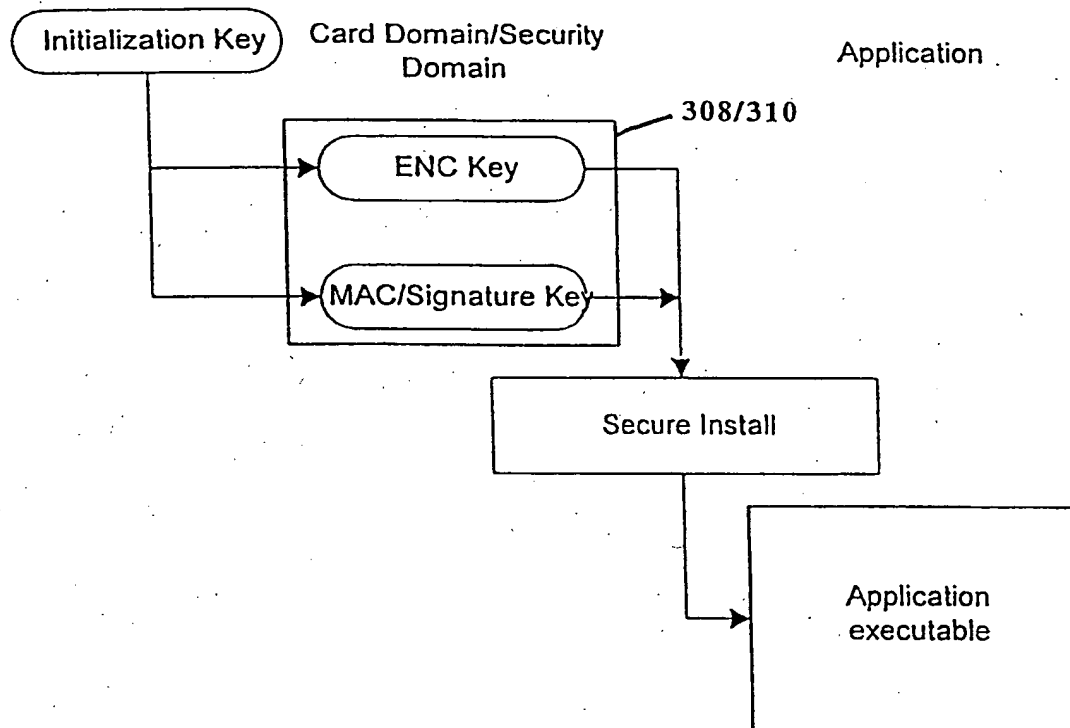 Initialization Key
Card Domain/Security
Domain
Application
308/310
ENC Key
MAC/Signature Key
Secure Install
Application
executable